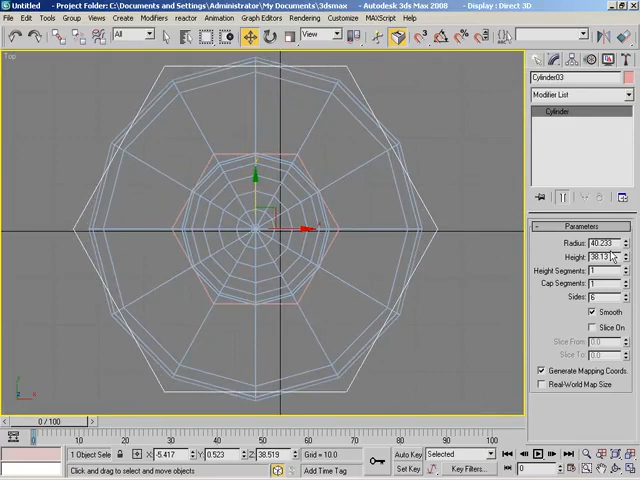 Untitled - Project Folder: C:\Documents and Settings\Administrator\My Documents\3dsmax - Autodesk 3ds Max 2008 - Display : Direct 3D
File Edit Tools Group Views Create Modifiers reactor Animation Graph Editors Rendering Customize MAXScript Help
All View
Top
Cylinder03
Modifier List
Cylinder
Parameters
Radius: 40.233
Height: 38.13
Height Segments: 1
Cap Segments: 1
Sides: 6
Smooth
Slice On
Slice From: 0.0
Slice To: 0.0
Generate Mapping Coords.
Real-World Map Size
y
z x
0 / 100
0 10 20 30 40 50 60 70 80 90 100
1 Object Sele X: -5.417 Y: 0.523 Z: 38.519 Grid = 10.0 Auto Key Selected
Click and drag to select and move objects Add Time Tag Set Key Key Filters... 0